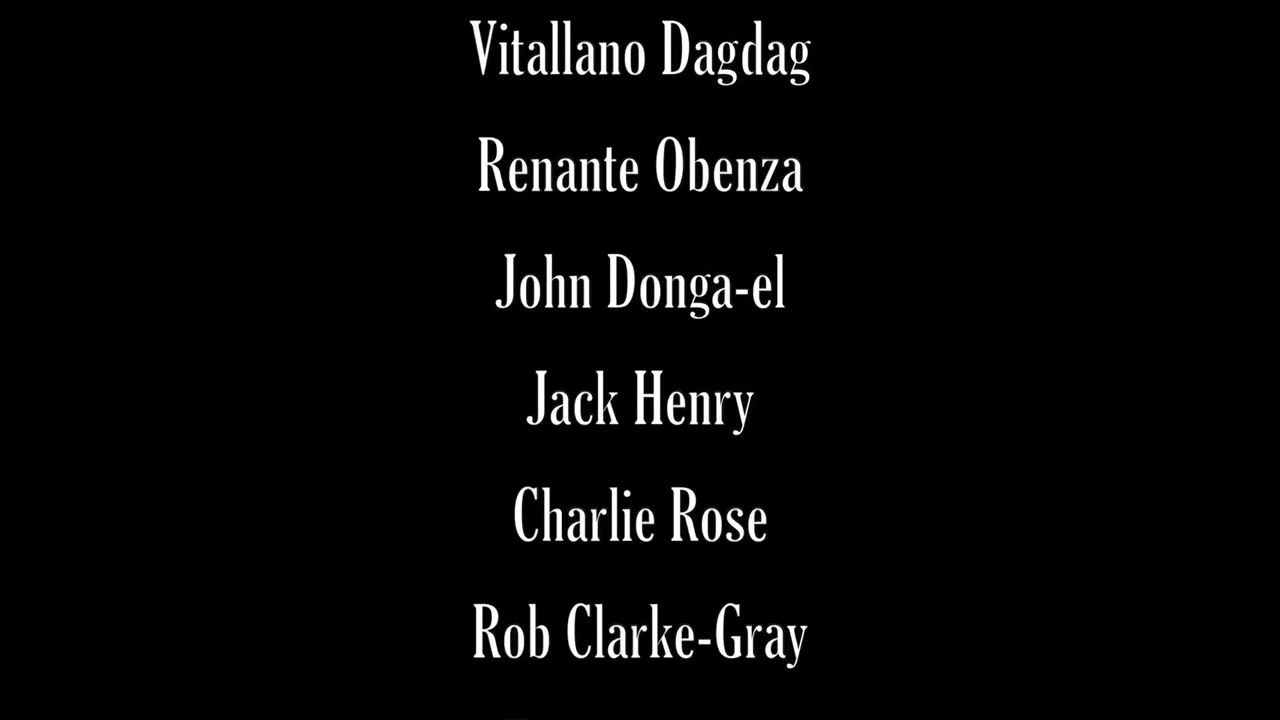 Vitallano Dagdag
Renante Obenza
John Donga-el
Jack Henry
Charlie Rose
Rob Clarke-Gray